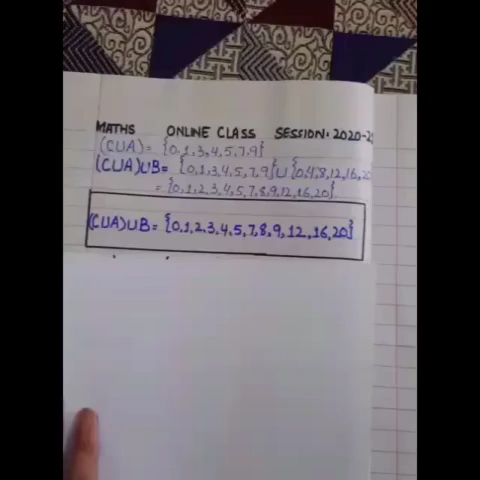 MATHS ONLINE CLASS SESSION: 2020-2
(CUA) = {0,1,3,4,5,7,9}
(CUA)UB = {0,1,3,4,5,7,9}U{0,4,8,12,16,20
= {0,1,2,3,4,5,7,8,9,12,16,20}
(CUA)UB = {0,1,2,3,4,5,7,8,9,12,16,20}